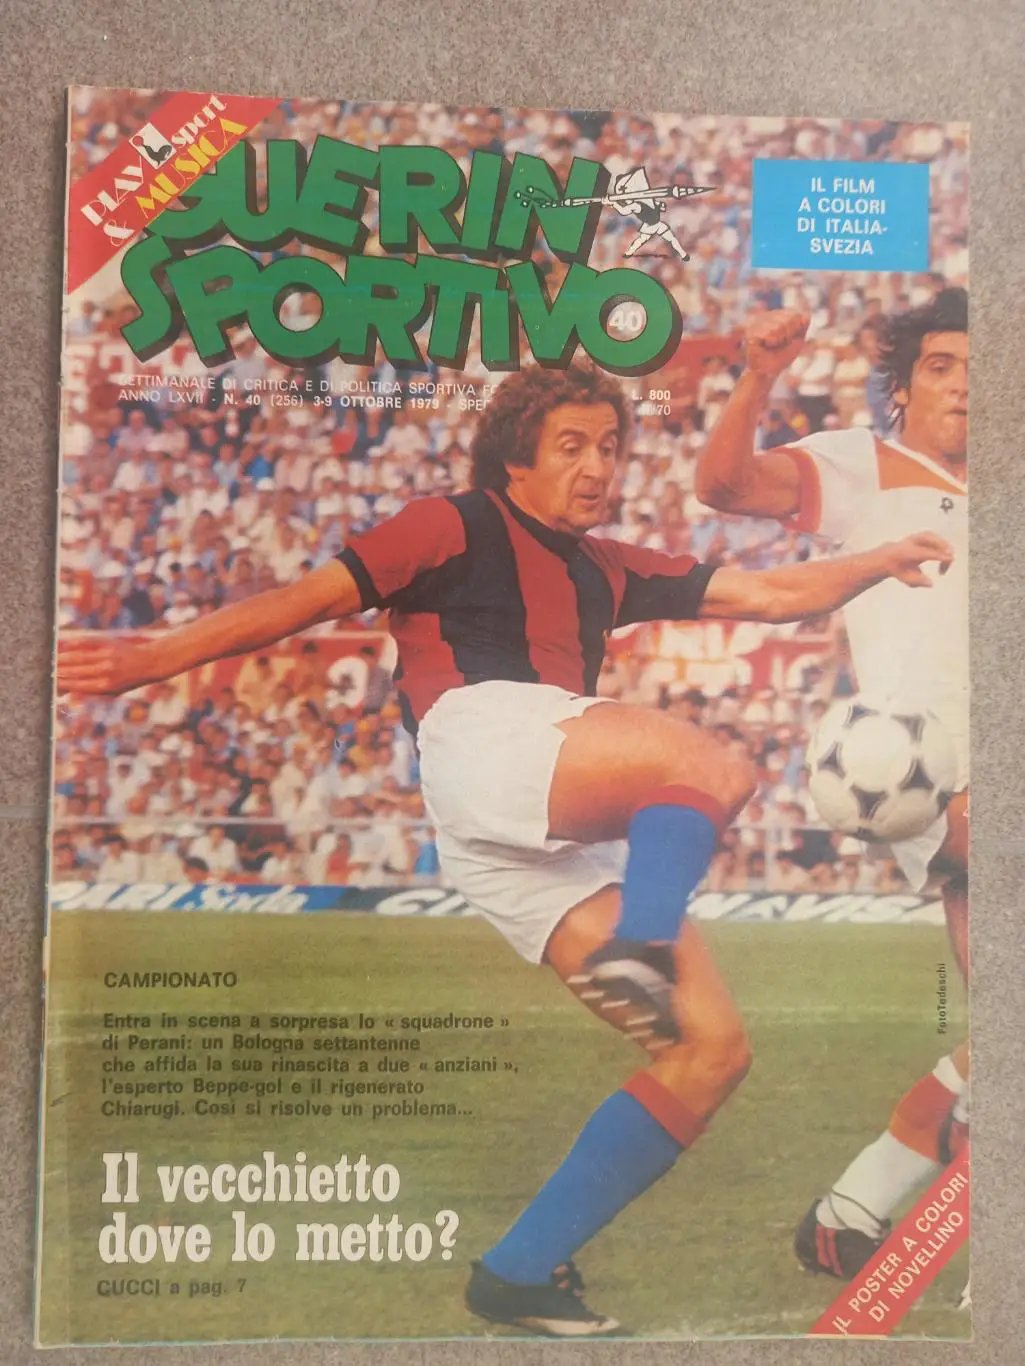 PLAY sport
& MUSICA
GUERIN
SPORTIVO
40
IL FILM
A COLORI
DI ITALIA-
SVEZIA
SETTIMANALE DI CRITICA E DI POLITICA SPORTIVA L. 800
ANNO LXVII - N. 40 (256) 3-9 OTTOBRE 1979 - 70
CAMPIONATO
Entra in scena a sorpresa lo « squadrone »
di Perani: un Bologna settantenne
che affida la sua rinascita a due « anziani »,
l'esperto Beppe-gol e il rigenerato
Chiarugi. Così si risolve un problema...
Il vecchietto
dove lo metto?
CUCCI a pag. 7
FotoTedeschi
IL POSTER A COLORI
DI NOVELLINO